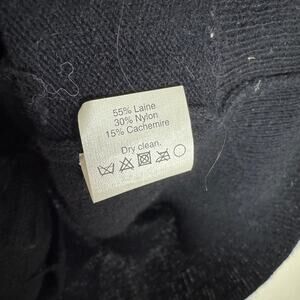 55% Laine
30% Nylon
15% Cachemire
Dry clean.